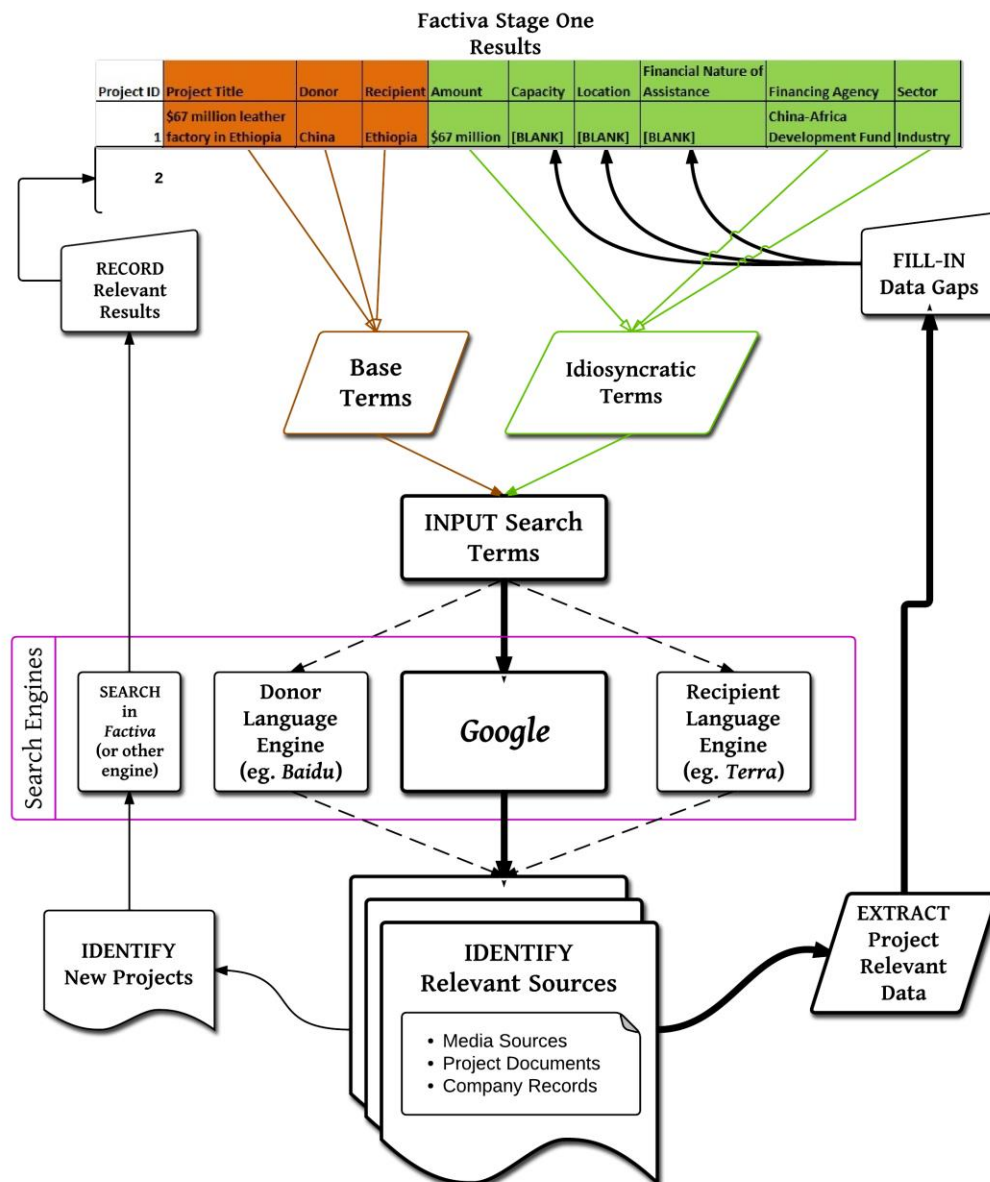 Factiva Stage One
Results
Project ID Project Title Donor Recipient Amount Capacity Location Financial Nature of Assistance Financing Agency Sector
1 $67 million leather factory in Ethiopia China Ethiopia $67 million [BLANK] [BLANK] [BLANK] China-Africa Development Fund Industry
2
RECORD
Relevant
Results
FILL-IN
Data Gaps
Base
Terms
Idiosyncratic
Terms
INPUT Search
Terms
Search Engines
SEARCH
in
Factiva
(or other
engine)
Donor
Language
Engine
(eg. Baidu)
Google
Recipient
Language
Engine
(eg. Terra)
IDENTIFY
New Projects
IDENTIFY
Relevant Sources
• Media Sources
• Project Documents
• Company Records
EXTRACT
Project
Relevant
Data